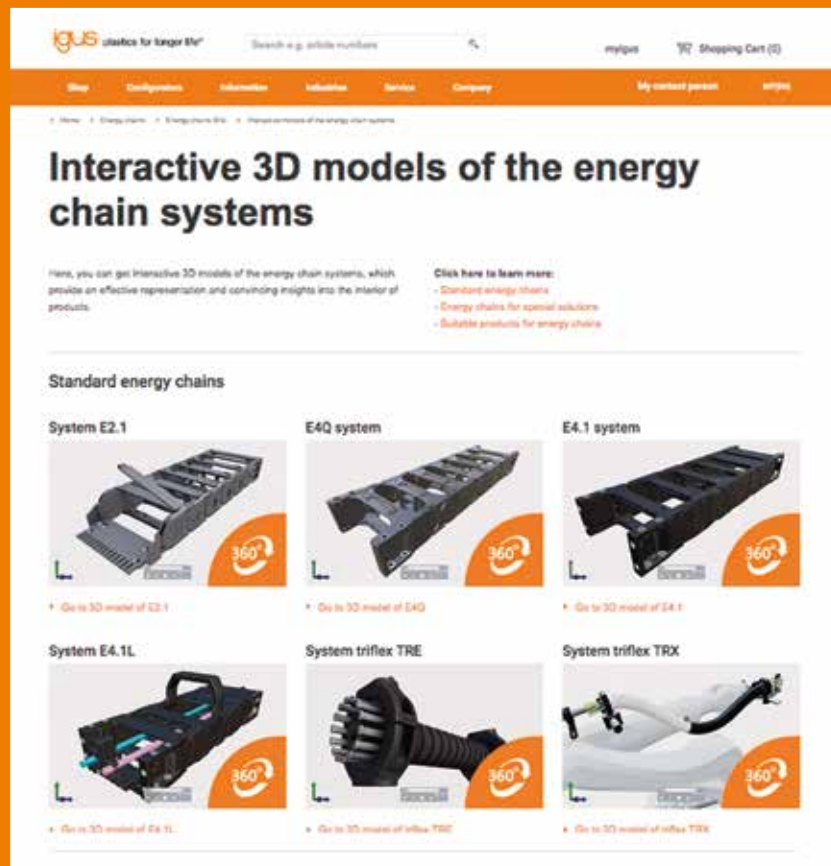 igus plastics for longer life®
Search e.g. article numbers
myigus
Shopping Cart (0)
Shop
Configurators
Information
Industries
Service
Company
My contact person
Home
Energy chains
Interactive 3D models of the energy
chain systems
Here, you can get interactive 3D models of the energy chain systems, which
provide an effective representation and convincing insights into the interior of
products.
Click here to learn more:
- Standard energy chains
- Energy chains for special solutions
- Suitable products for energy chains
Standard energy chains
System E2.1
E4Q system
E4.1 system
360°
360°
360°
Go to 3D model of E2.1
Go to 3D model of E4Q
Go to 3D model of E4.1
System E4.1L
System triflex TRE
System triflex TRX
360°
360°
360°
Go to 3D model of E4.1L
Go to 3D model of triflex TRE
Go to 3D model of triflex TRX